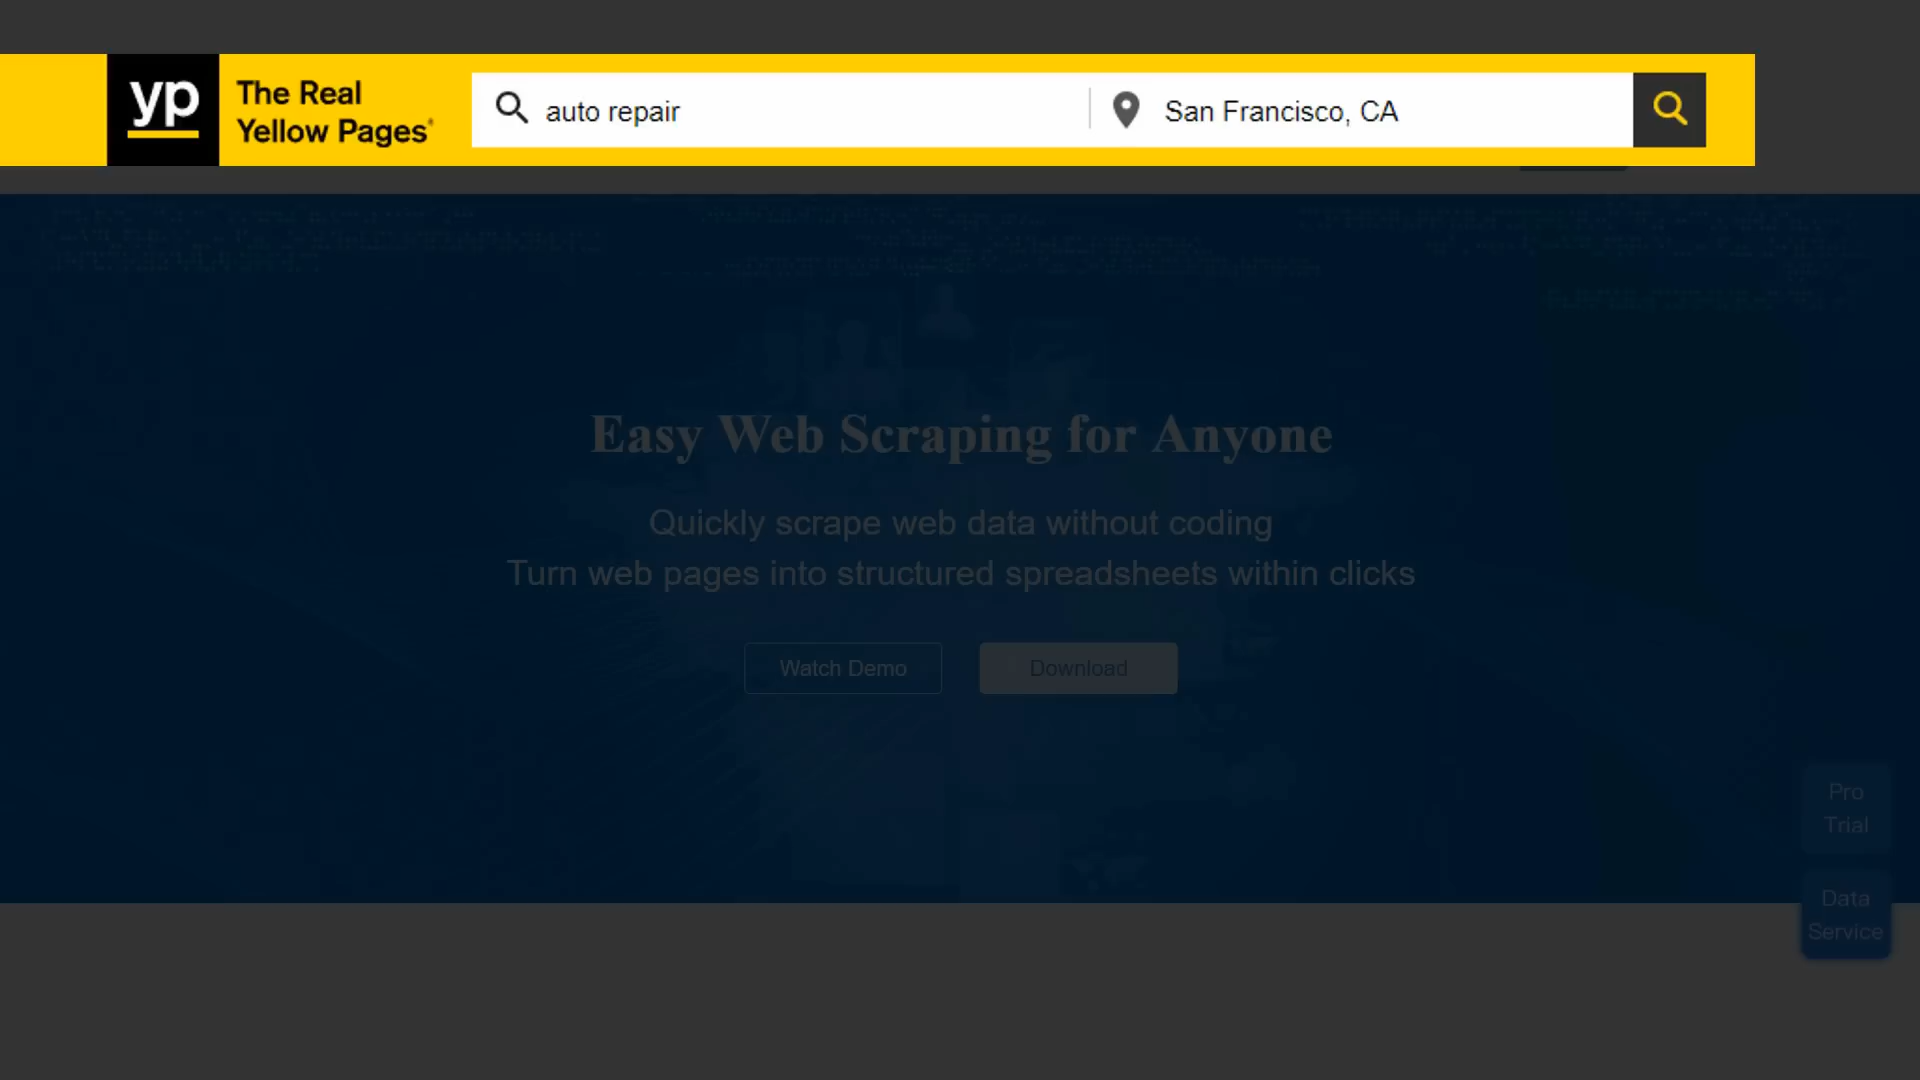 yp
The Real
Yellow Pages®
auto repair
San Francisco, CA
Easy Web Scraping for Anyone
Quickly scrape web data without coding
Turn web pages into structured spreadsheets within clicks
Watch Demo
Download
Pro
Trial
Data
Service